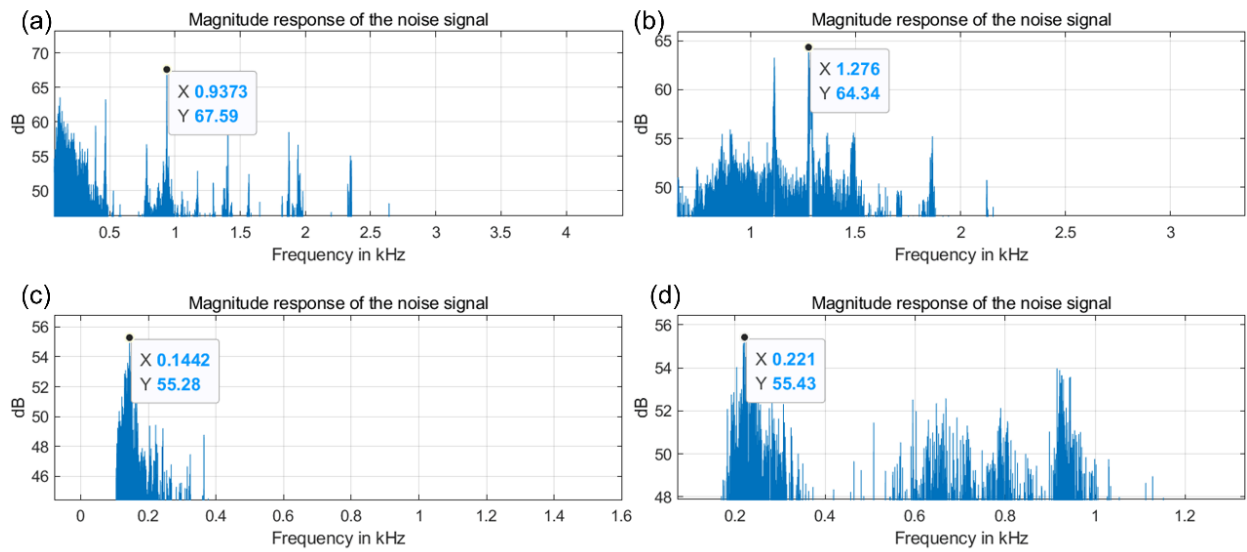 (a)
Magnitude response of the noise signal
70
65
60
55
50
dB
X 0.9373
Y 67.59
0.5 1 1.5 2 2.5 3 3.5 4
Frequency in kHz
(b)
Magnitude response of the noise signal
65
60
55
50
dB
X 1.276
Y 64.34
1 1.5 2 2.5 3
Frequency in kHz
(c)
Magnitude response of the noise signal
56
54
52
50
48
46
dB
X 0.1442
Y 55.28
0 0.2 0.4 0.6 0.8 1 1.2 1.4 1.6
Frequency in kHz
(d)
Magnitude response of the noise signal
56
54
52
50
48
dB
X 0.221
Y 55.43
0.2 0.4 0.6 0.8 1 1.2
Frequency in kHz